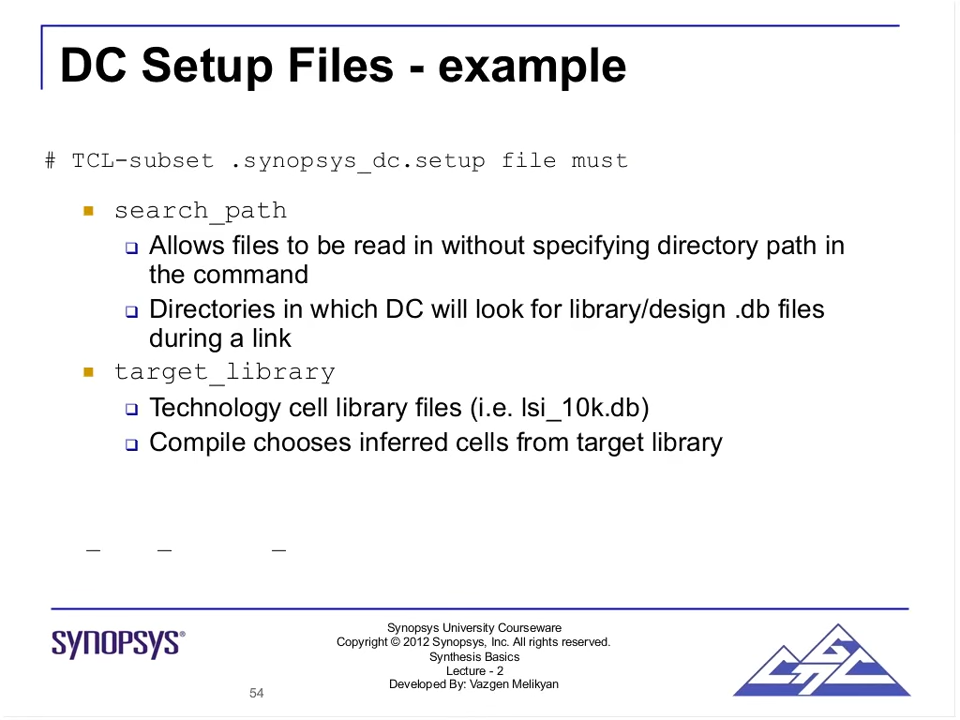 DC Setup Files - example
# TCL-subset .synopsys_dc.setup file must
search_path
Allows files to be read in without specifying directory path in
the command
Directories in which DC will look for library/design .db files
during a link
target_library
Technology cell library files (i.e. lsi_10k.db)
Compile chooses inferred cells from target library
_ _ _
SYNOPSYS®
Synopsys University Courseware
Copyright © 2012 Synopsys, Inc. All rights reserved.
Synthesis Basics
Lecture - 2
Developed By: Vazgen Melikyan
54